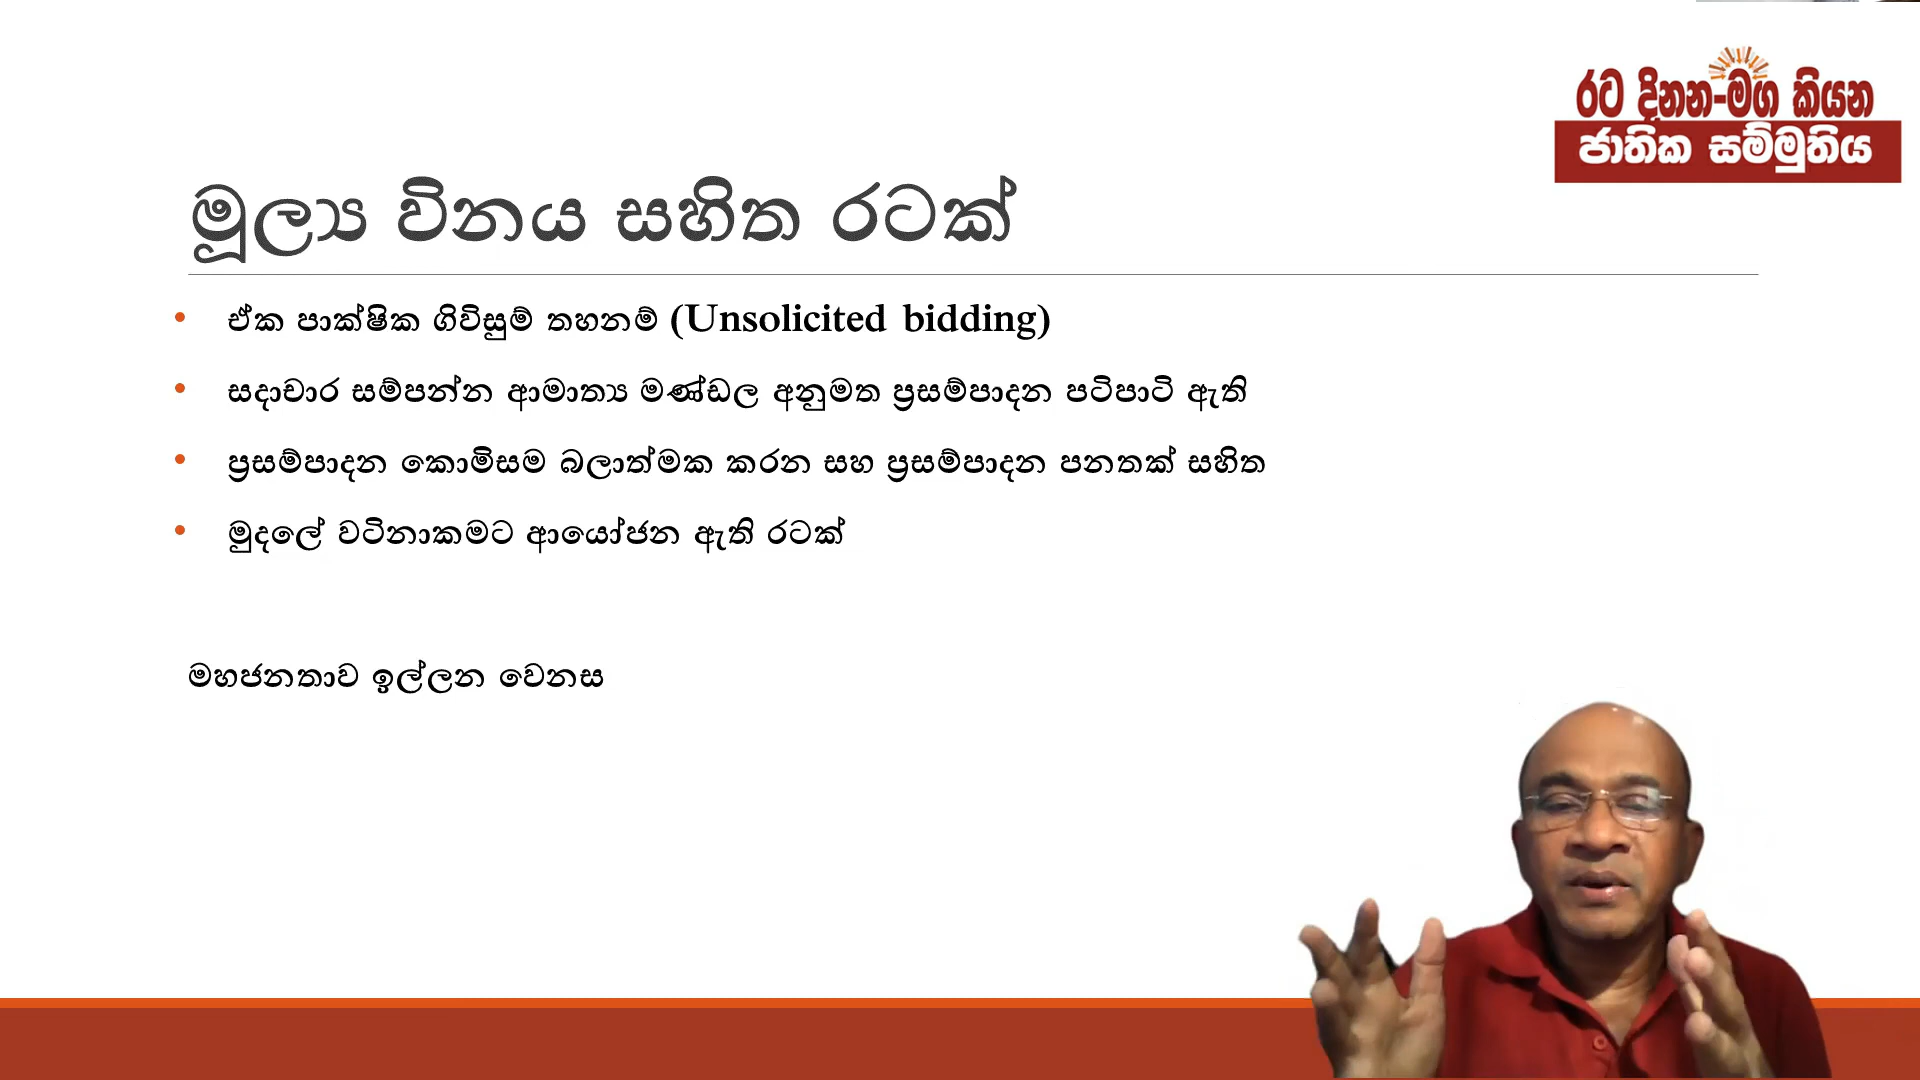 රට දිනන-මග කියන
ජාතික සම්මුතිය
මූල්‍ය විනය සහිත රටක්
• ඒක පාක්ෂික ගිවිසුම් තහනම් (Unsolicited bidding)
• සදාචාර සම්පන්න ආමාත්‍ය මණ්ඩල අනුමත ප්‍රසම්පාදන පටිපාටි ඇති
• ප්‍රසම්පාදන කොමිසම බලාත්මක කරන සහ ප්‍රසම්පාදන පනතක් සහිත
• මුදලේ වටිනාකමට ආයෝජන ඇති රටක්
මහජනතාව ඉල්ලන වෙනස